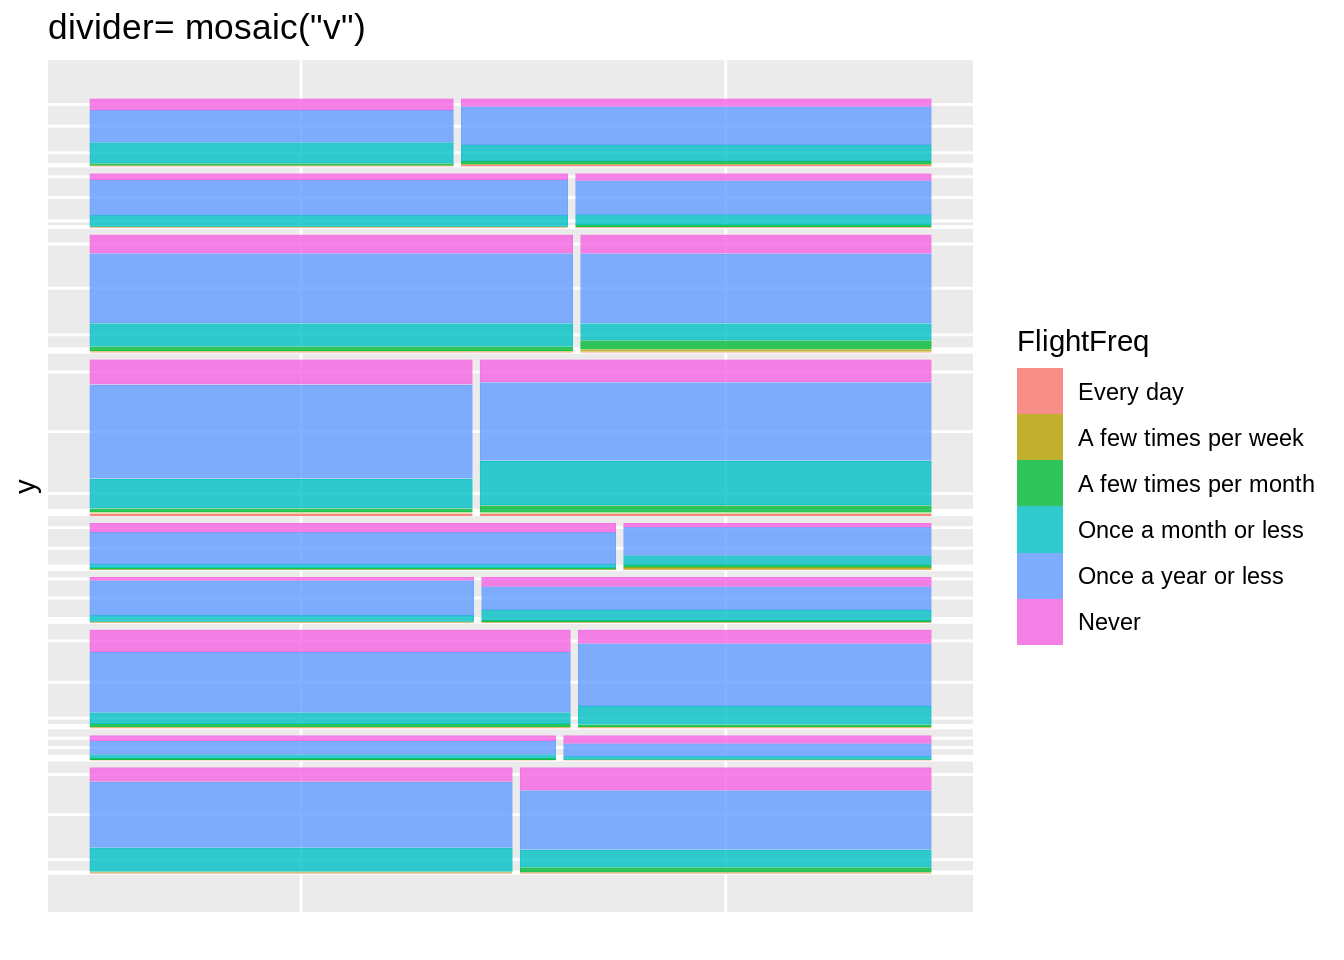 divider= mosaic("v")
y
FlightFreq
Every day
A few times per week
A few times per month
Once a month or less
Once a year or less
Never